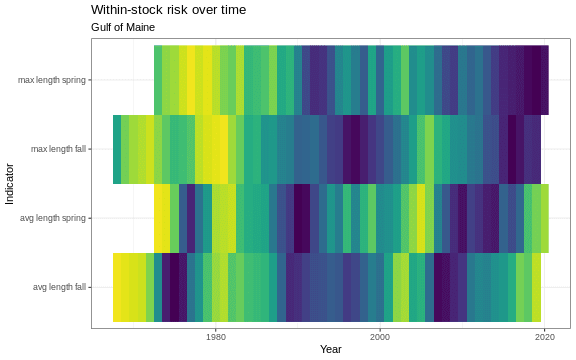 Within-stock risk over time
Gulf of Maine
Indicator
max length spring
max length fall
avg length spring
avg length fall
1980
2000
2020
Year